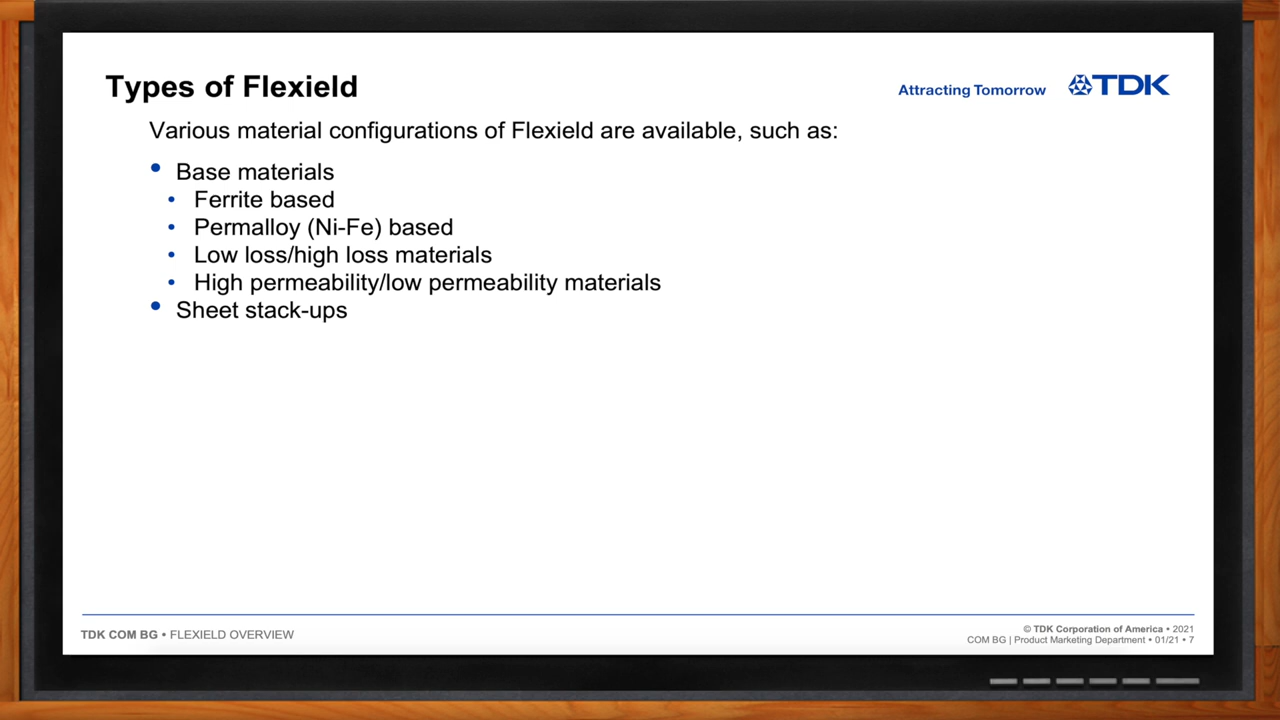 Types of Flexield
Attracting Tomorrow
TDK
Various material configurations of Flexield are available, such as:
• Base materials
• Ferrite based
• Permalloy (Ni-Fe) based
• Low loss/high loss materials
• High permeability/low permeability materials
• Sheet stack-ups
TDK COM BG • FLEXIELD OVERVIEW
© TDK Corporation of America • 2021
COM BG | Product Marketing Department • 01/21 • 7